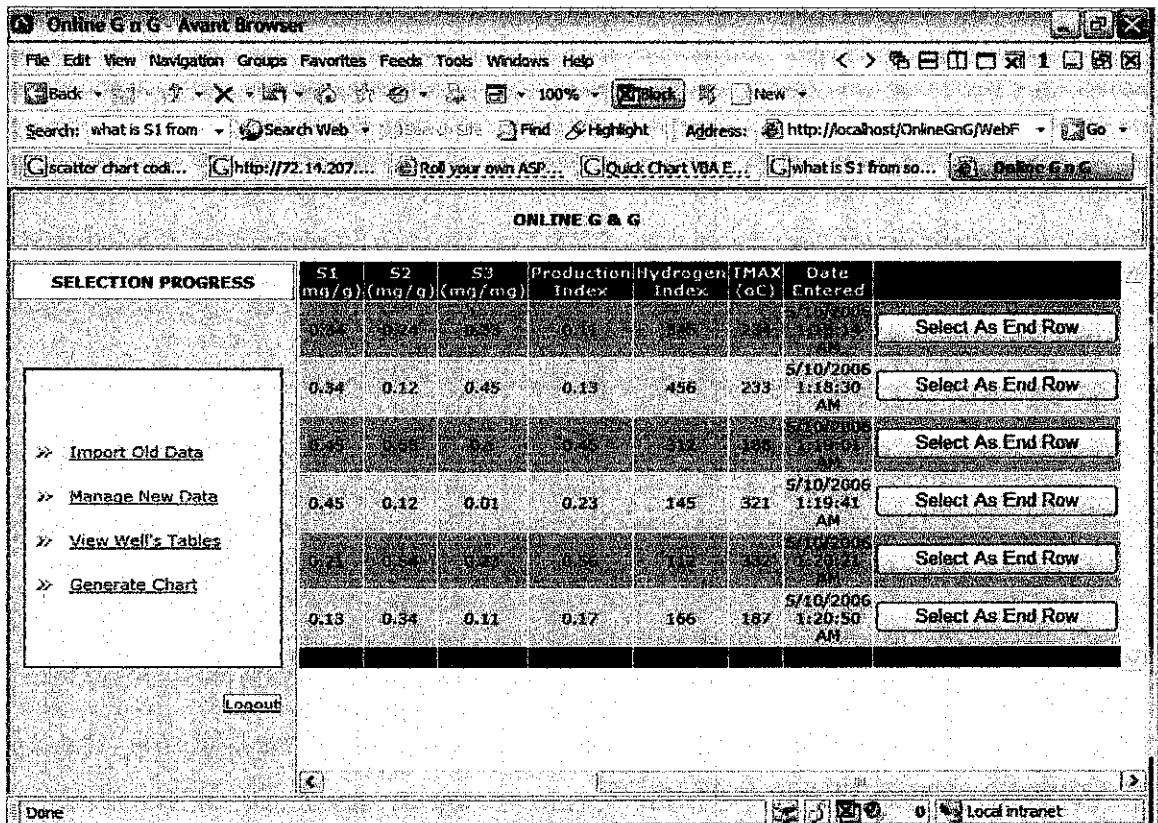 Online G n G - Avant Browser
File Edit View Navigation Groups Favorites Feeds Tools Windows Help
1
Back 100% Block New
Search: what is S1 from Search Web Find Highlight Address: http://localhost/OnlineGnG/WebF Go
scatter chart codi... http://72.14.207.... Roll your own ASP... Quick Chart VBA E... what is S1 from so... Online G n G
ONLINE G & G
SELECTION PROGRESS
Import Old Data
Manage New Data
View Well's Tables
Generate Chart
Logout
S1 S2 S3 Production Hydrogen TMAX Date
mg/g) (mg/g) (mg/mg) Index Index (oC) Entered
Select As End Row
0.34 0.12 0.45 0.13 456 233 5/10/2006 1:18:30 AM Select As End Row
Select As End Row
0.45 0.12 0.01 0.23 145 321 5/10/2006 1:19:41 AM Select As End Row
Select As End Row
0.13 0.34 0.11 0.17 166 187 5/10/2006 1:20:50 AM Select As End Row
Done 0 Local intranet